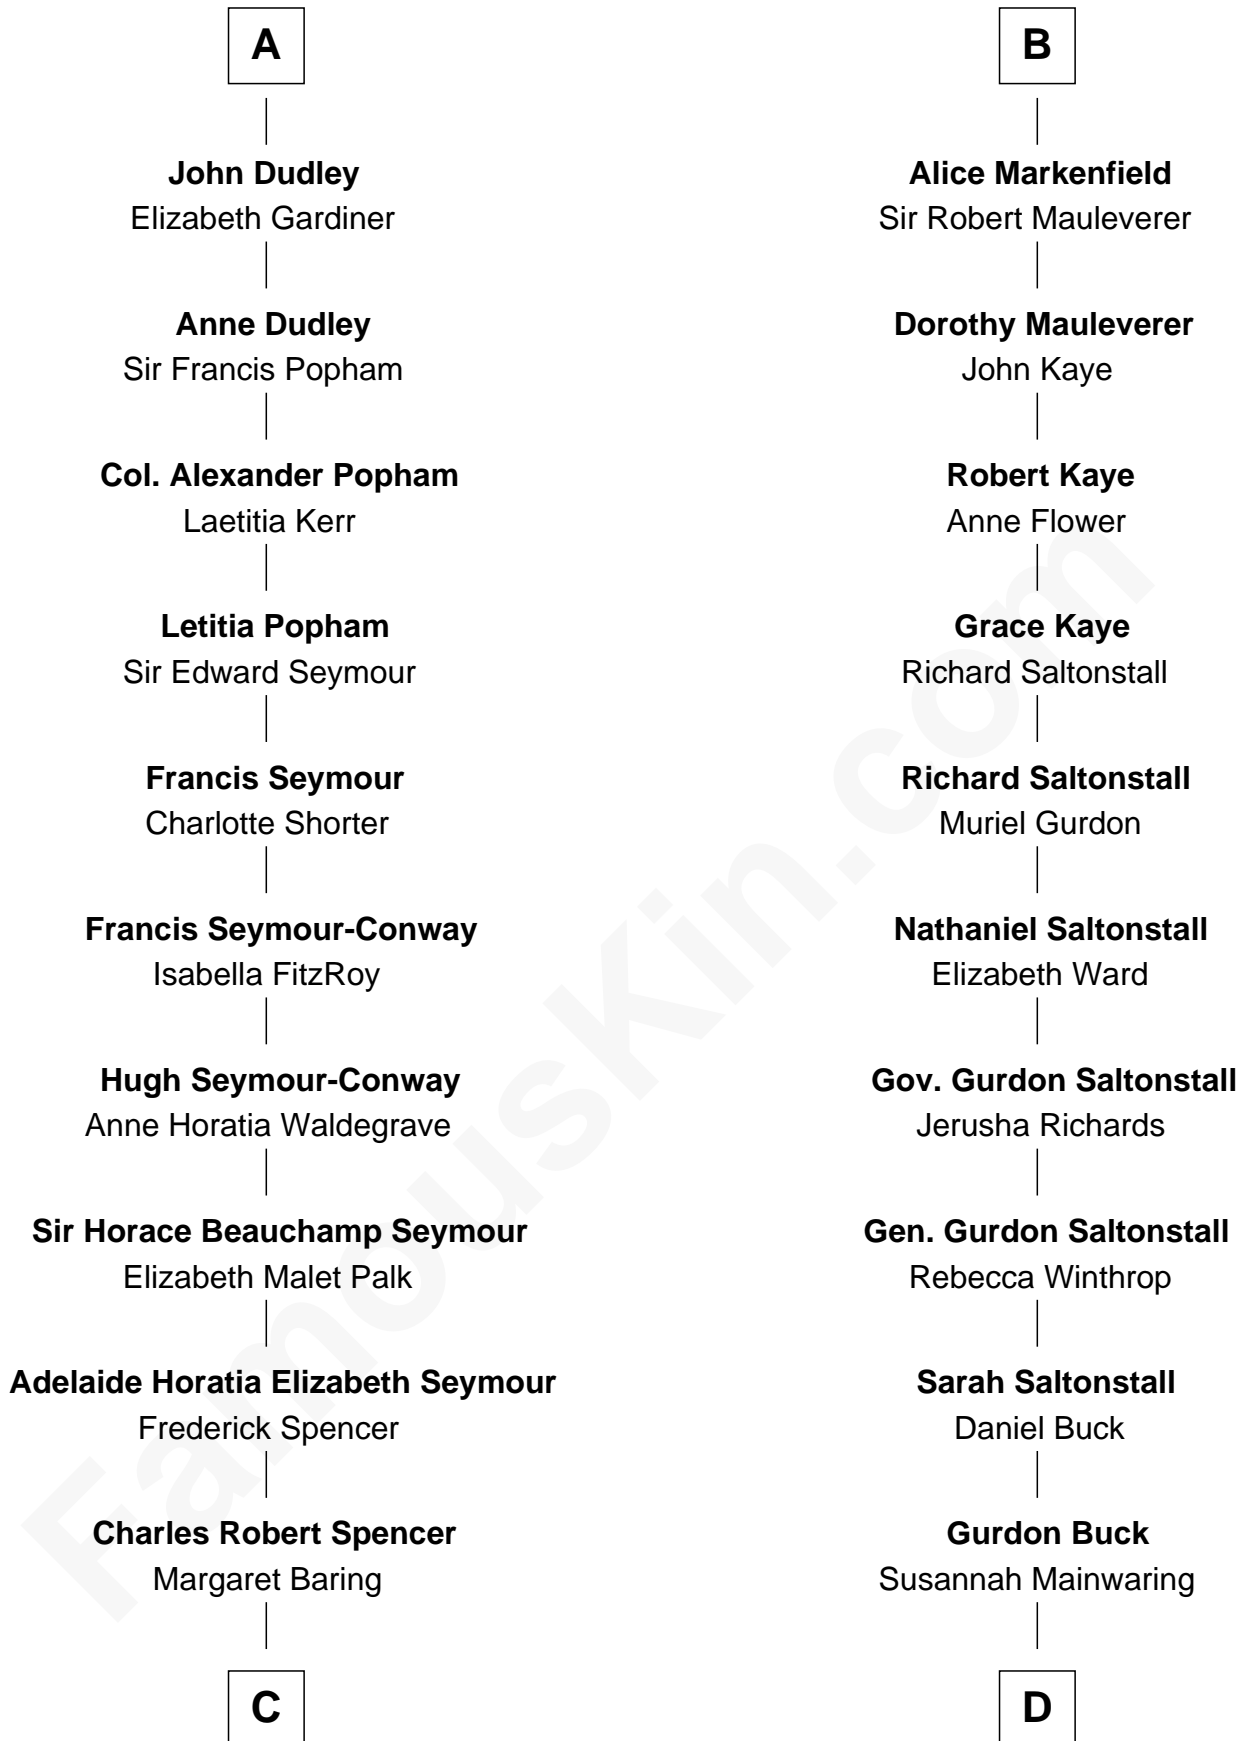 A
John Dudley
Elizabeth Gardiner
Anne Dudley
Sir Francis Popham
Col. Alexander Popham
Laetitia Kerr
Letitia Popham
Sir Edward Seymour
Francis Seymour
Charlotte Shorter
Francis Seymour-Conway
Isabella FitzRoy
Hugh Seymour-Conway
Anne Horatia Waldegrave
Sir Horace Beauchamp Seymour
Elizabeth Malet Palk
Adelaide Horatia Elizabeth Seymour
Frederick Spencer
Charles Robert Spencer
Margaret Baring
C
B
Alice Markenfield
Sir Robert Mauleverer
Dorothy Mauleverer
John Kaye
Robert Kaye
Anne Flower
Grace Kaye
Richard Saltonstall
Richard Saltonstall
Muriel Gurdon
Nathaniel Saltonstall
Elizabeth Ward
Gov. Gurdon Saltonstall
Jerusha Richards
Gen. Gurdon Saltonstall
Rebecca Winthrop
Sarah Saltonstall
Daniel Buck
Gurdon Buck
Susannah Mainwaring
D
FamousKin.com